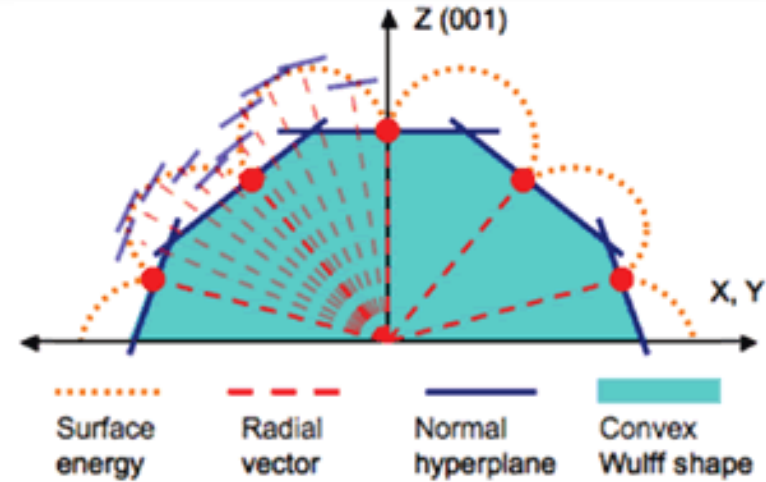 Z (001)
X, Y
Surface
energy
Radial
vector
Normal
hyperplane
Convex
Wulff shape